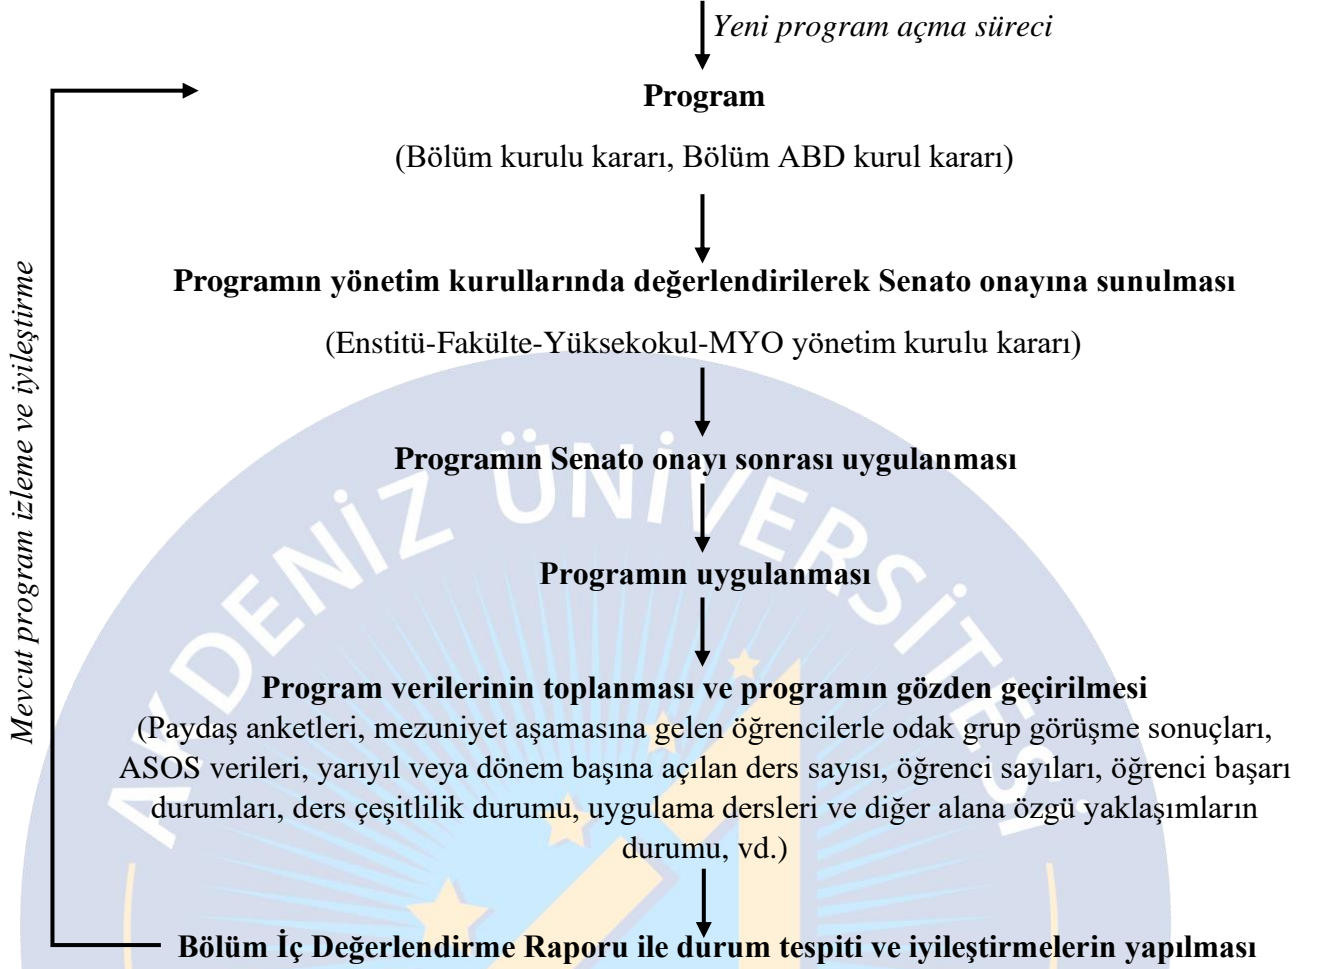 Yeni program açma süreci
Program
(Bölüm kurulu kararı, Bölüm ABD kurul kararı)
Programın yönetim kurullarında değerlendirilerek Senato onayına sunulması
(Enstitü-Fakülte-Yüksekokul-MYO yönetim kurulu kararı)
Programın Senato onayı sonrası uygulanması
Programın uygulanması
Program verilerinin toplanması ve programın gözden geçirilmesi
(Paydaş anketleri, mezuniyet aşamasına gelen öğrencilerle odak grup görüşme sonuçları,
ASOS verileri, yarıyıl veya dönem başına açılan ders sayısı, öğrenci sayıları, öğrenci başarı
durumları, ders çeşitlilik durumu, uygulama dersleri ve diğer alana özgü yaklaşımların
durumu, vd.)
Bölüm İç Değerlendirme Raporu ile durum tespiti ve iyileştirmelerin yapılması
Mevcut program izleme ve iyileştirme
AKDENİZ ÜNİVERSİTESİ